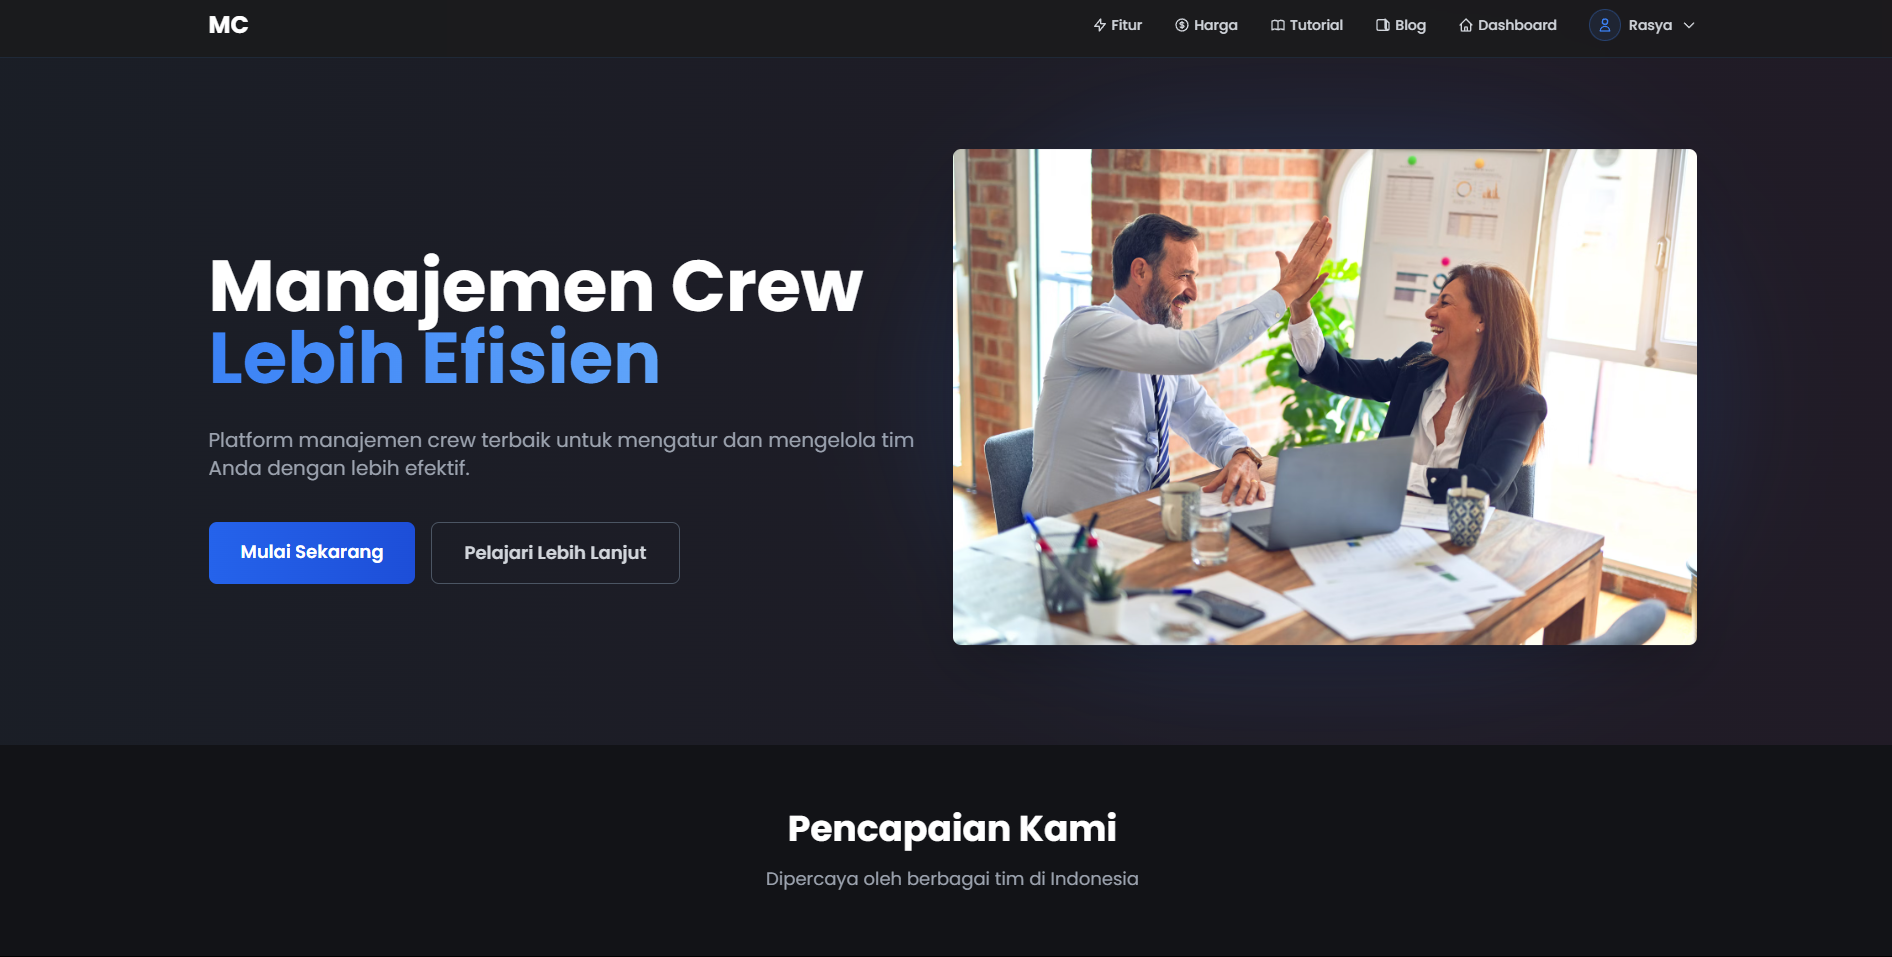 MC
Fitur
Harga
Tutorial
Blog
Dashboard
Rasya
Manajemen Crew
Lebih Efisien
Platform manajemen crew terbaik untuk mengatur dan mengelola tim
Anda dengan lebih efektif.
Mulai Sekarang
Pelajari Lebih Lanjut
Pencapaian Kami
Dipercaya oleh berbagai tim di Indonesia